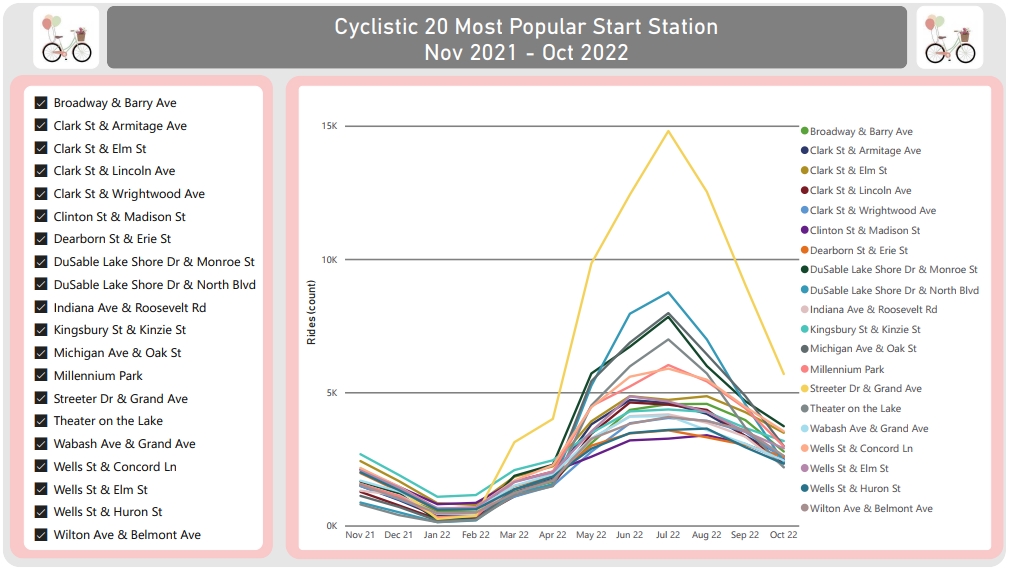 Cyclistic 20 Most Popular Start Station
Nov 2021 - Oct 2022
Broadway & Barry Ave
Clark St & Armitage Ave
Clark St & Elm St
Clark St & Lincoln Ave
Clark St & Wrightwood Ave
Clinton St & Madison St
Dearborn St & Erie St
DuSable Lake Shore Dr & Monroe St
DuSable Lake Shore Dr & North Blvd
Indiana Ave & Roosevelt Rd
Kingsbury St & Kinzie St
Michigan Ave & Oak St
Millennium Park
Streeter Dr & Grand Ave
Theater on the Lake
Wabash Ave & Grand Ave
Wells St & Concord Ln
Wells St & Elm St
Wells St & Huron St
Wilton Ave & Belmont Ave
Rides (count)
15K
10K
5K
0K
Nov 21 Dec 21 Jan 22 Feb 22 Mar 22 Apr 22 May 22 Jun 22 Jul 22 Aug 22 Sep 22 Oct 22
Broadway & Barry Ave
Clark St & Armitage Ave
Clark St & Elm St
Clark St & Lincoln Ave
Clark St & Wrightwood Ave
Clinton St & Madison St
Dearborn St & Erie St
DuSable Lake Shore Dr & Monroe St
DuSable Lake Shore Dr & North Blvd
Indiana Ave & Roosevelt Rd
Kingsbury St & Kinzie St
Michigan Ave & Oak St
Millennium Park
Streeter Dr & Grand Ave
Theater on the Lake
Wabash Ave & Grand Ave
Wells St & Concord Ln
Wells St & Elm St
Wells St & Huron St
Wilton Ave & Belmont Ave